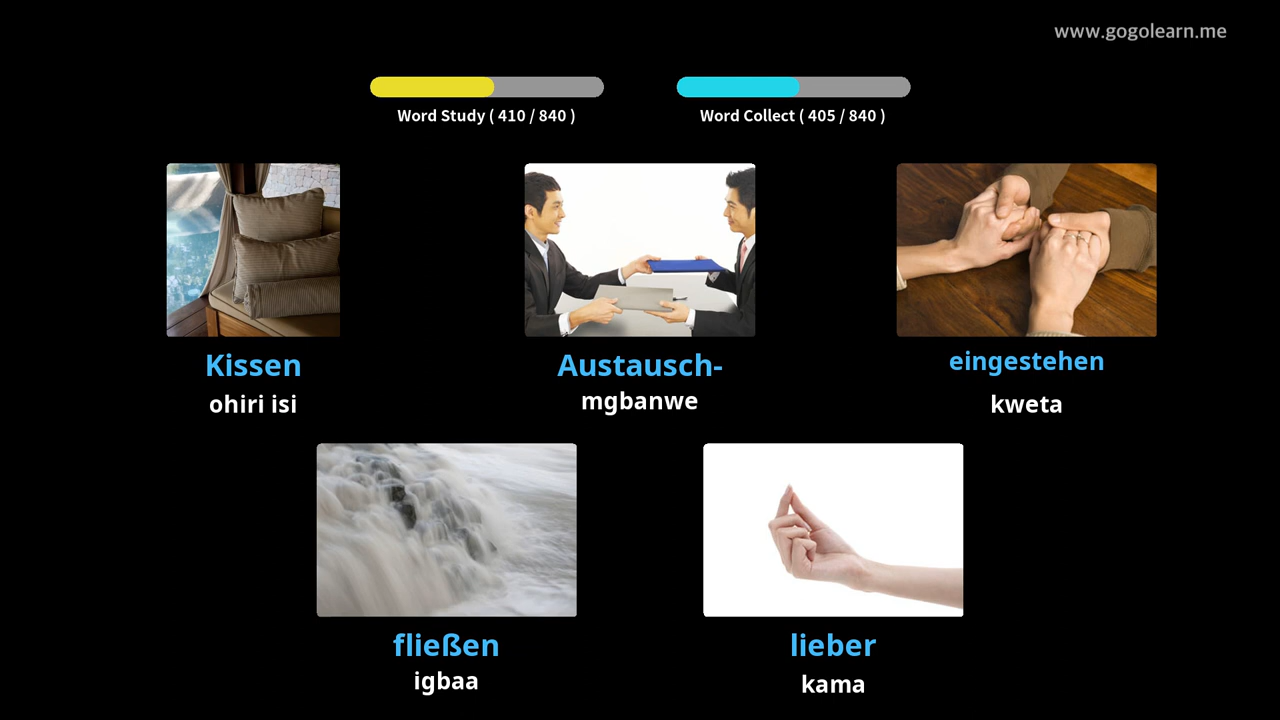 www.gogolearn.me
Word Study ( 410 / 840 )
Word Collect ( 405 / 840 )
Kissen
ohiri isi
Austausch-
mgbanwe
eingestehen
kweta
fließen
igbaa
lieber
kama